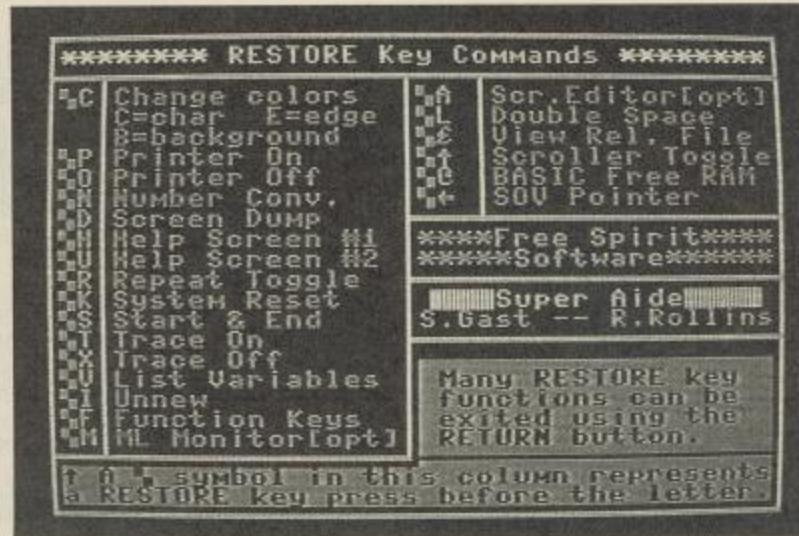 ******** RESTORE Key Commands ********
▚C Change colors
C=char E=edge
B=background
▚P Printer On
▚O Printer Off
▚N Number Conv.
▚D Screen Dump
▚H Help Screen #1
▚U Help Screen #2
▚R Repeat Toggle
▚K System Reset
▚S Start & End
▚T Trace On
▚X Trace Off
▚V List Variables
▚I Unnew
▚F Function Keys
▚M ML Monitor[opt]
▚A Scr.Editor[opt]
▚L Double Space
▚£ View Rel. File
▚↑ Scroller Toggle
▚@ BASIC Free RAM
▚← SOV Pointer
****Free Spirit****
*****Software******
Super Aide
S.Gast -- R.Rollins
Many RESTORE key
functions can be
exited using the
RETURN button.
↑ A ▚ symbol in this column represents
a RESTORE key press before the letter.